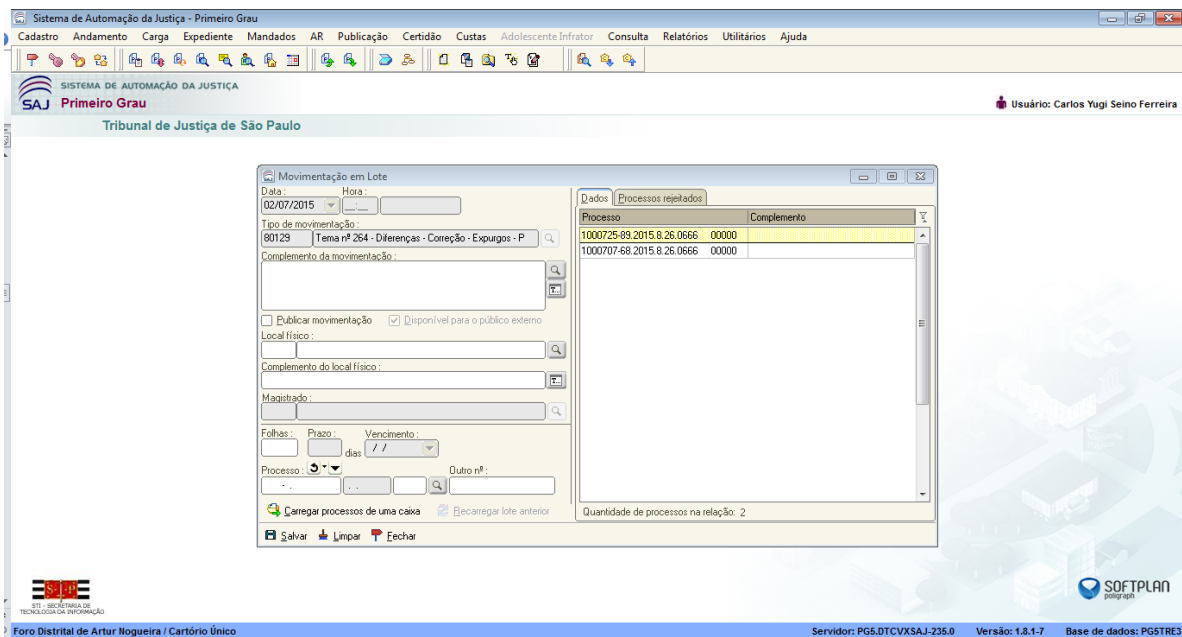 Sistema de Automação da Justiça - Primeiro Grau
Cadastro Andamento Carga Expediente Mandados AR Publicação Certidão Custas Adolescente Infrator Consulta Relatórios Utilitários Ajuda
SISTEMA DE AUTOMAÇÃO DA JUSTIÇA
SAJ Primeiro Grau
Usuário: Carlos Yugi Seino Ferreira
Tribunal de Justiça de São Paulo
Movimentação em Lote
Data : Hora :
02/07/2015 __:__
Tipo de movimentação :
80129 Tema nº 264 - Diferenças - Correção - Expurgos - P
Complemento da movimentação :
Publicar movimentação Disponível para o público externo
Local físico :
Complemento do local físico :
Magistrado :
Folhas : Prazo : Vencimento :
dias / /
Processo : Outro nº :
- . . .
Carregar processos de uma caixa Recarregar lote anterior
Dados Processos rejeitados
Processo Complemento
1000725-89.2015.8.26.0666 00000
1000707-68.2015.8.26.0666 00000
Quantidade de processos na relação: 2
Salvar Limpar Fechar
STI - SECRETARIA DE
TECNOLOGIA DA INFORMAÇÃO
SOFTPLAN
poligraph
Foro Distrital de Artur Nogueira / Cartório Único
Servidor: PG5.DTCVXSAJ-235.0 Versão: 1.8.1-7 Base de dados: PG5TRE3